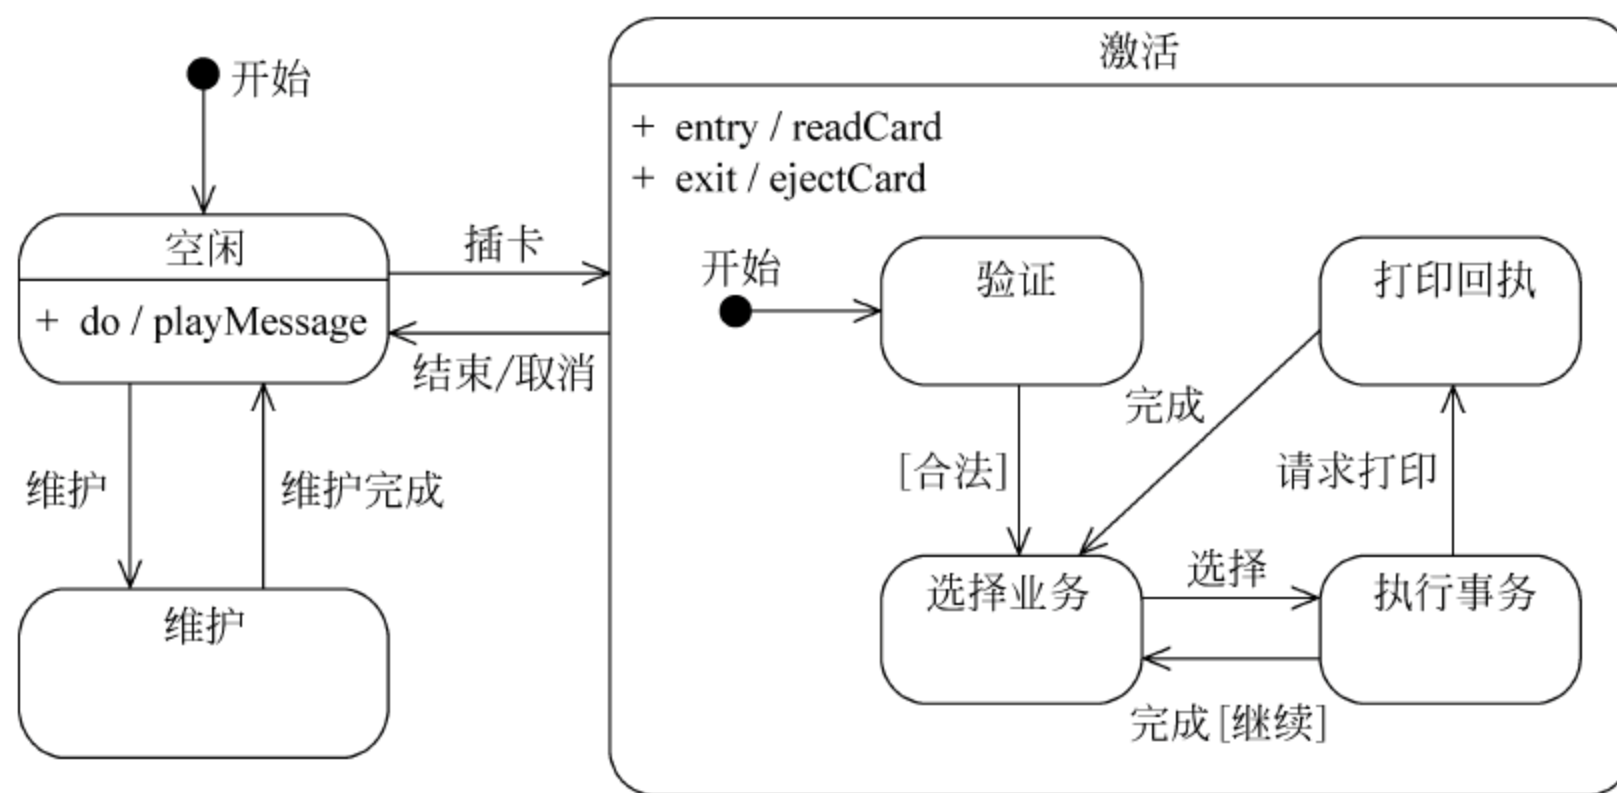 开始
空闲
+ do / playMessage
插卡
结束/取消
维护
维护完成
维护
激活
+ entry / readCard
+ exit / ejectCard
开始
验证
打印回执
完成
[合法]
请求打印
选择业务
选择
执行事务
完成[继续]